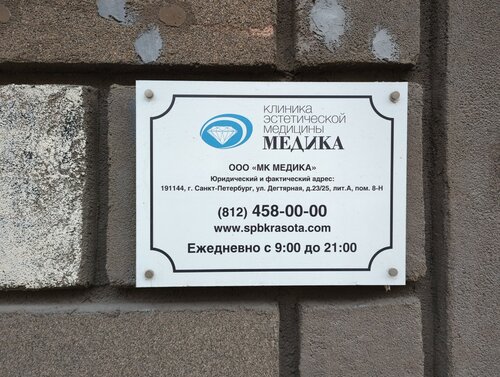 КЛИНИКА
ЭСТЕТИЧЕСКОЙ
МЕДИЦИНЫ
МЕДИКА
ООО «МК МЕДИКА»
Юридический и фактический адрес:
191144, г. Санкт-Петербург, ул. Дегтярная, д.23/25, лит.А, пом. 8-Н
(812) 458-00-00
www.spbkrasota.com
Ежедневно с 9:00 до 21:00